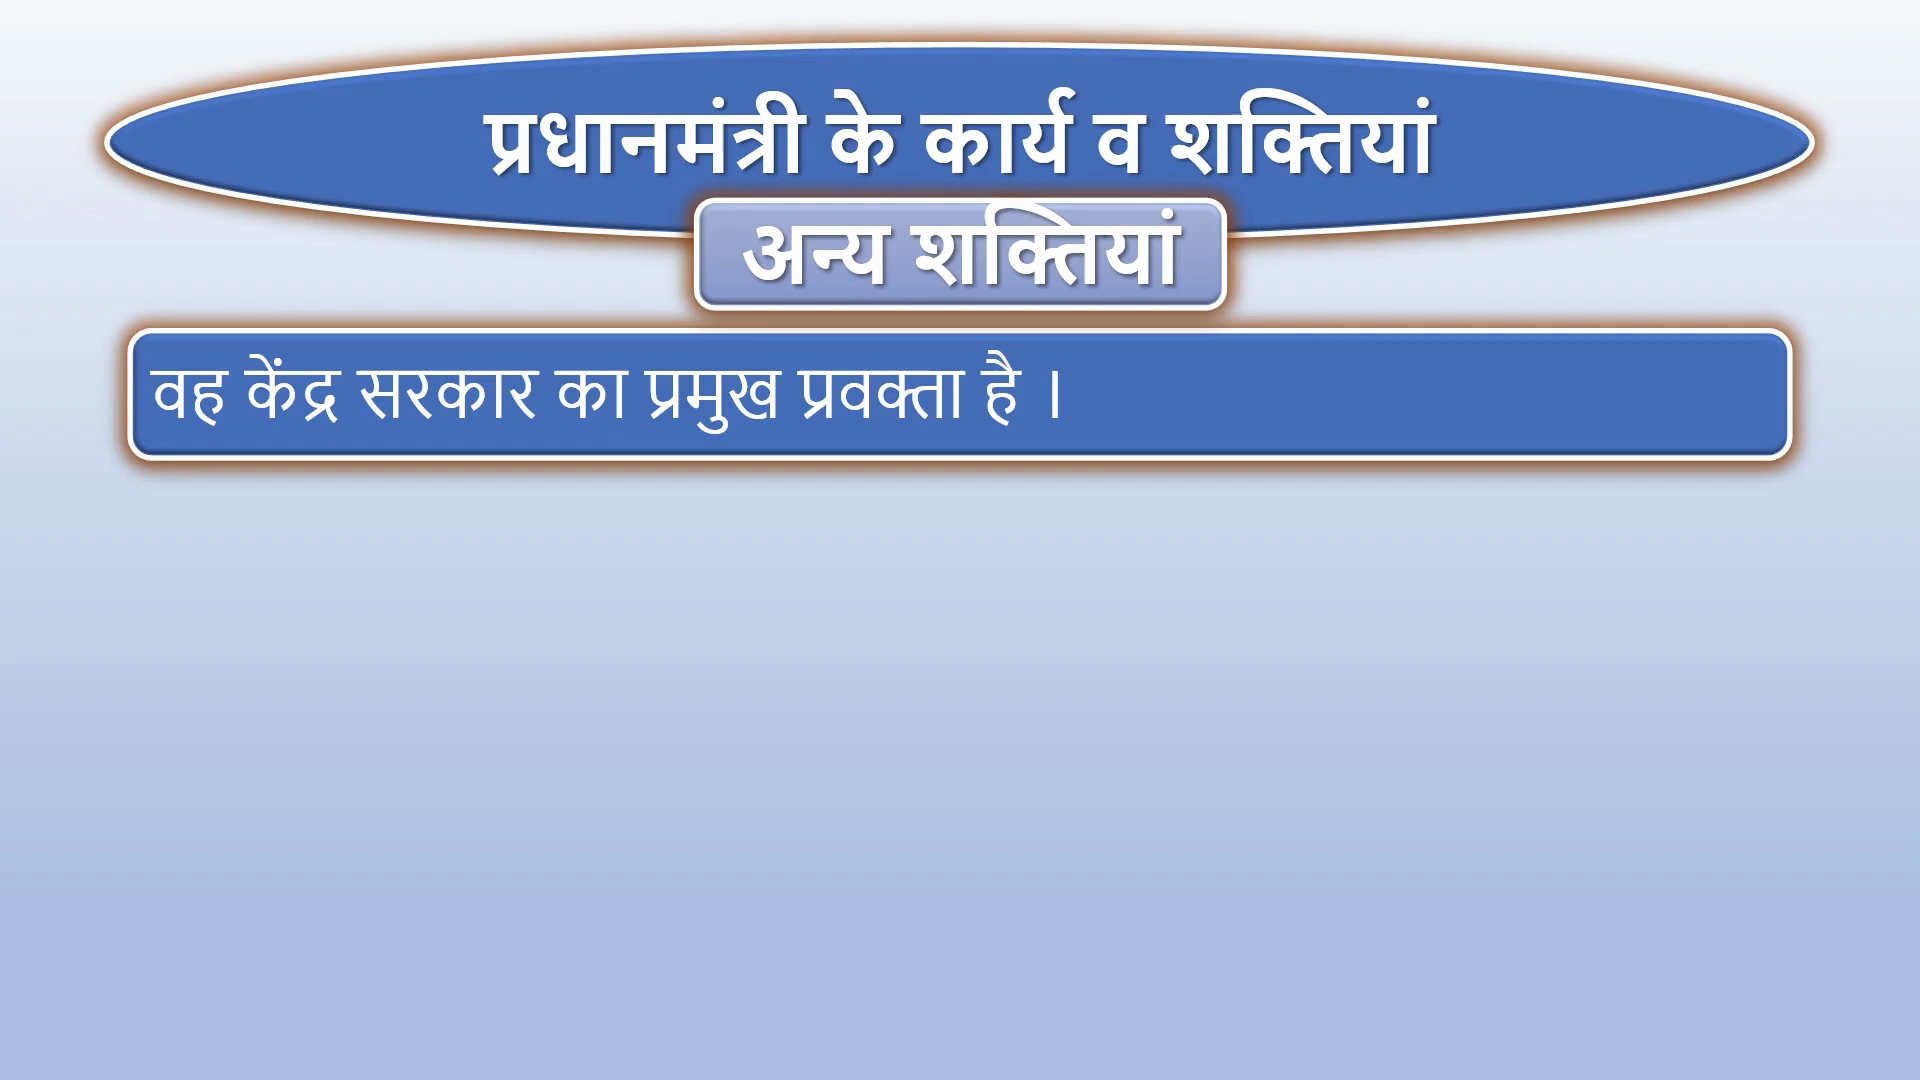 प्रधानमंत्री के कार्य व शक्तियां
अन्य शक्तियां
वह केंद्र सरकार का प्रमुख प्रवक्ता है ।